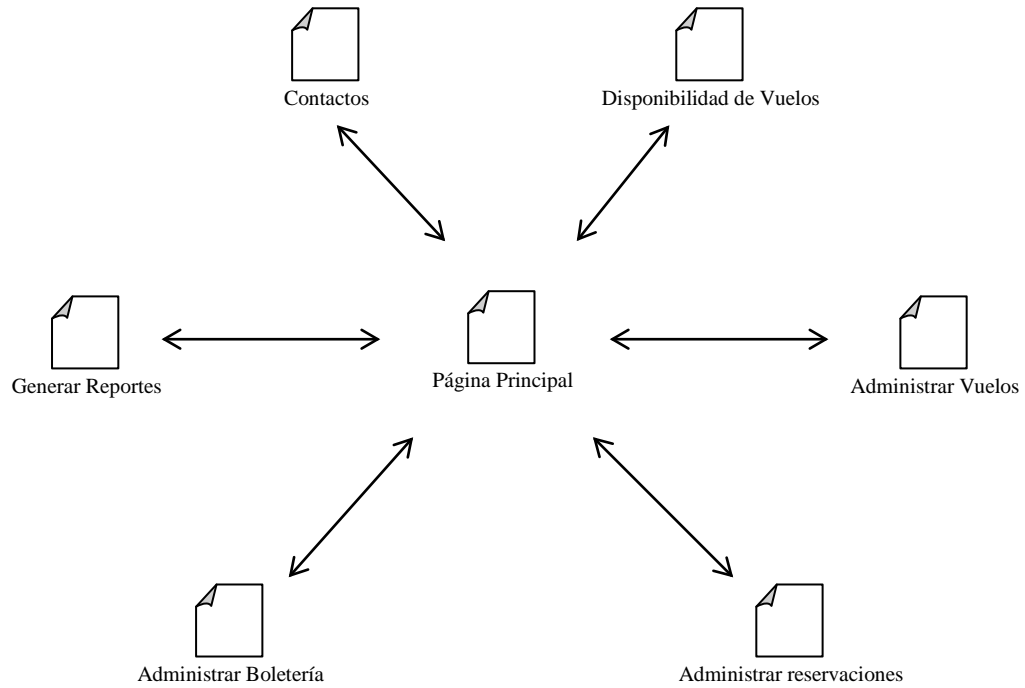 Contactos
Disponibilidad de Vuelos
Generar Reportes
Página Principal
Administrar Vuelos
Administrar Boletería
Administrar reservaciones